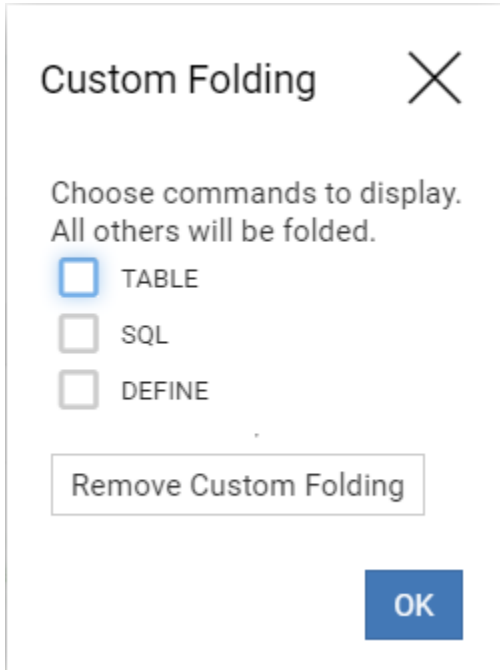 Custom Folding
Choose commands to display.
All others will be folded.
TABLE
SQL
DEFINE
Remove Custom Folding
OK